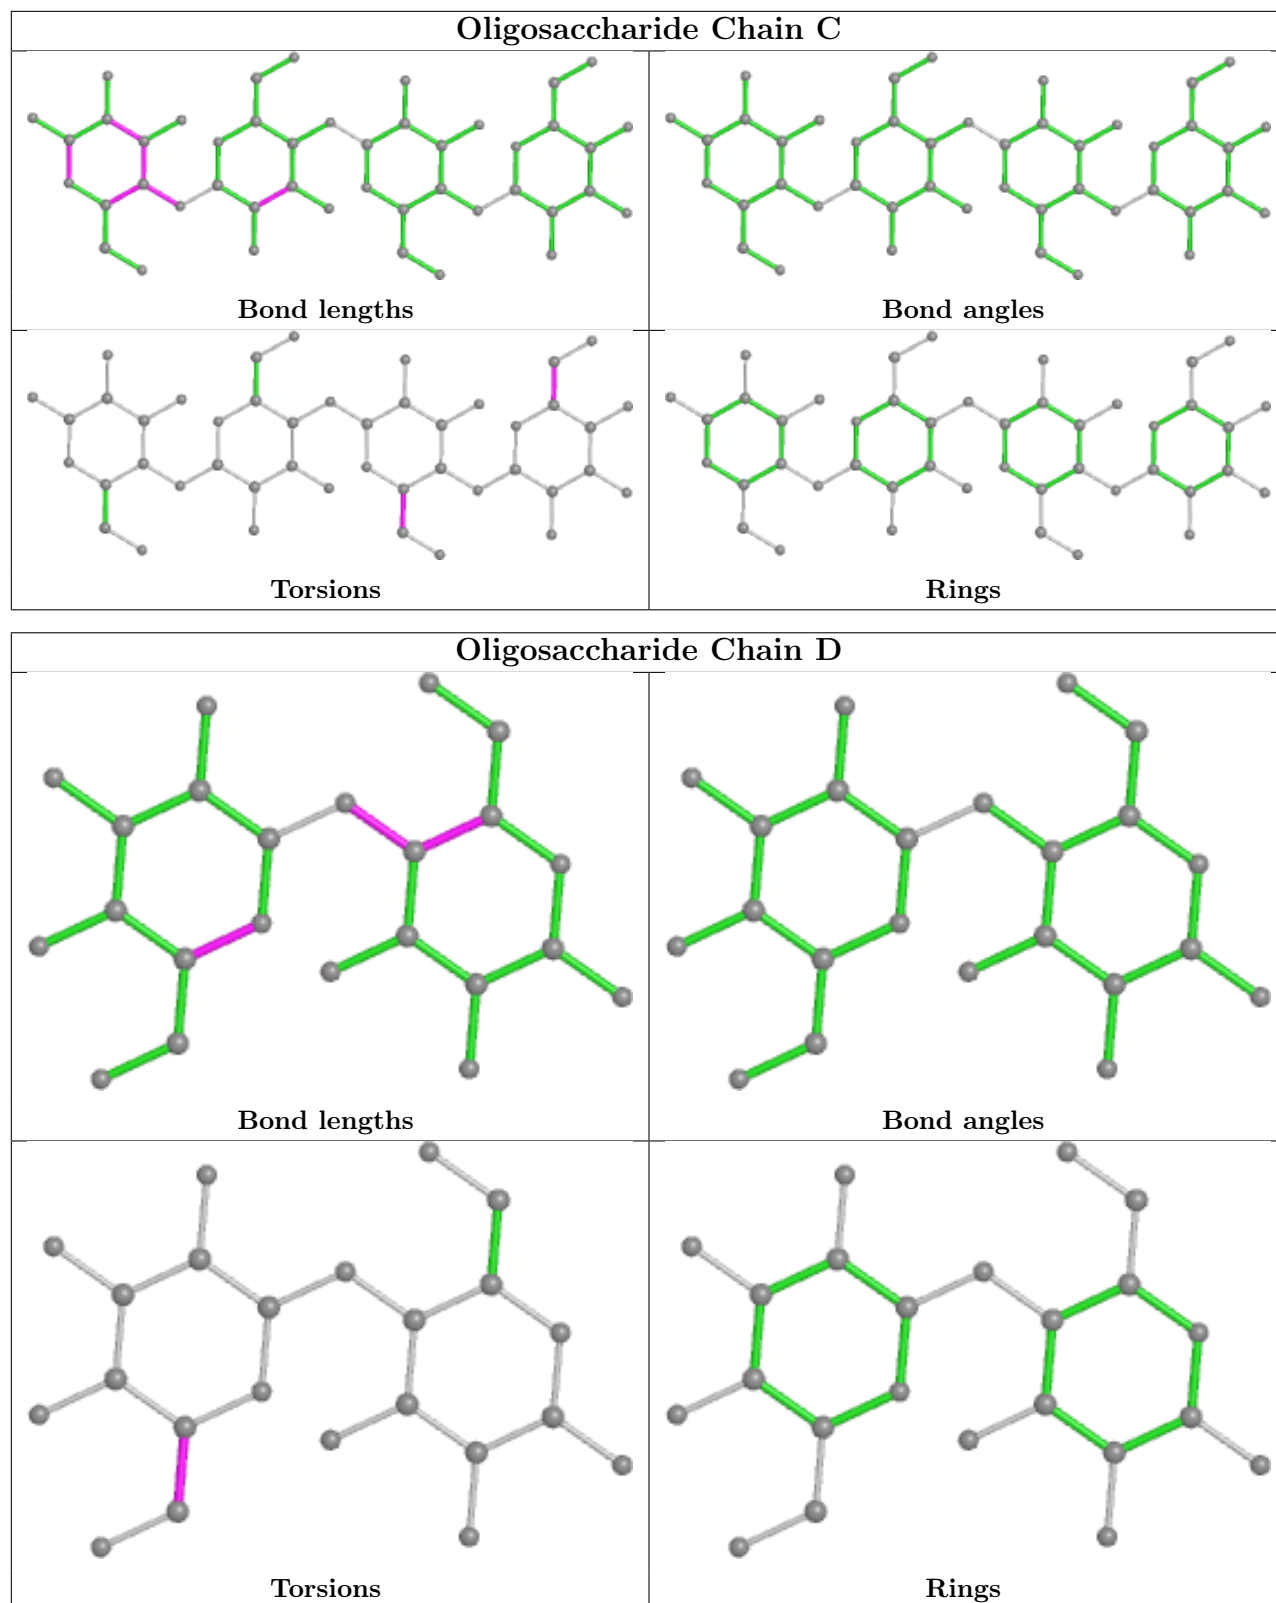 Oligosaccharide Chain C
Bond lengths
Bond angles
Torsions
Rings
Oligosaccharide Chain D
Bond lengths
Bond angles
Torsions
Rings